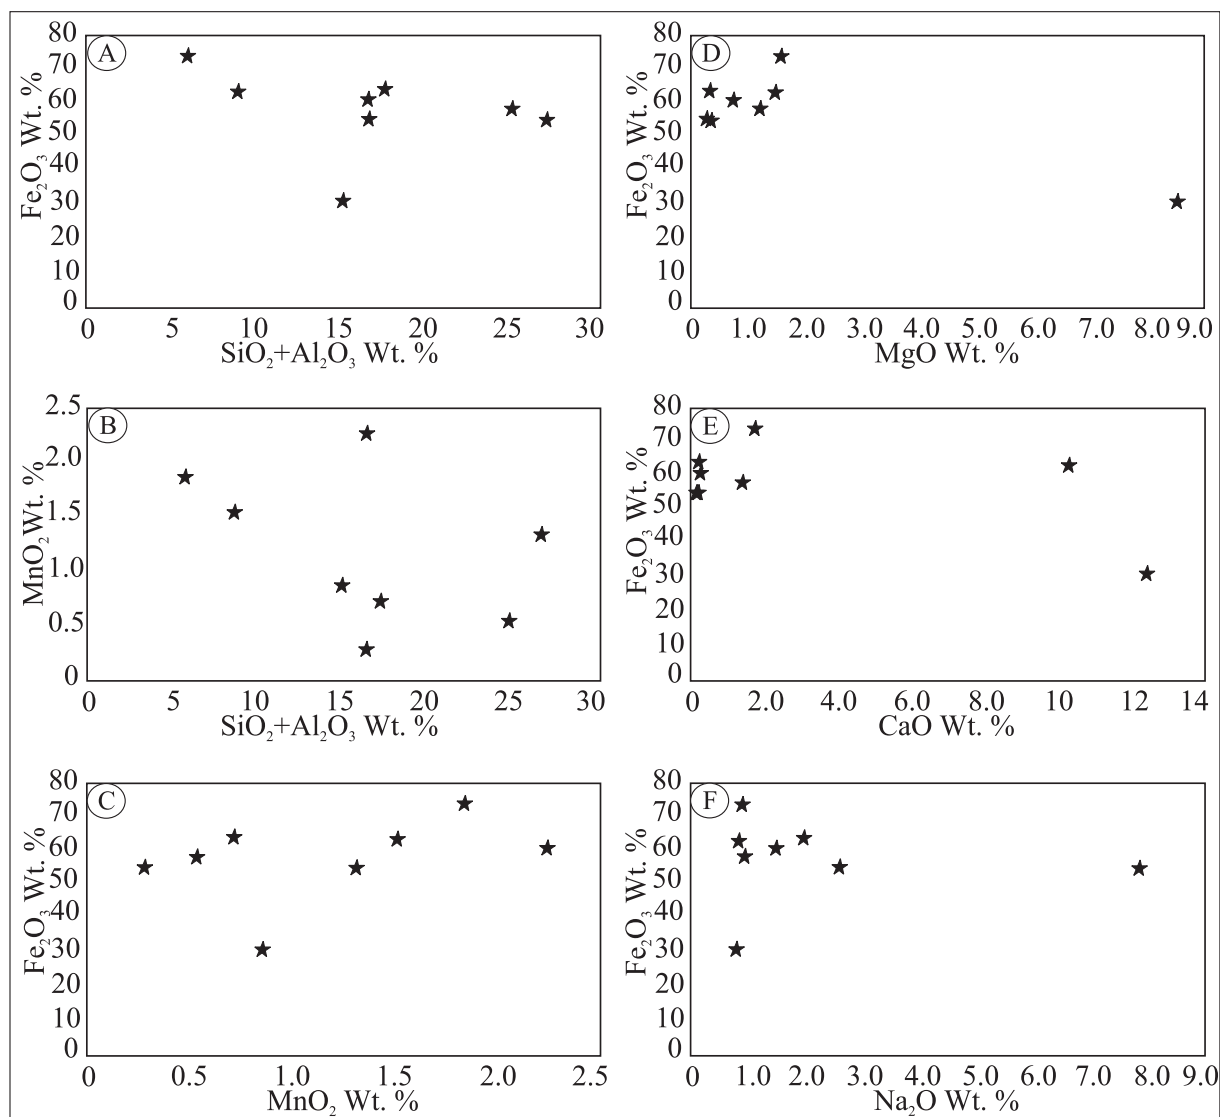 A
80
70
60
50
40
30
20
10
0
Fe₂O₃ Wt. %
0 5 10 15 20 25 30
SiO₂+Al₂O₃ Wt. %
D
80
70
60
50
40
30
20
10
0
Fe₂O₃ Wt. %
0 1.0 2.0 3.0 4.0 5.0 6.0 7.0 8.0 9.0
MgO Wt. %
B
2.5
2.0
1.5
1.0
0.5
0
MnO₂ Wt. %
0 5 10 15 20 25 30
SiO₂+Al₂O₃ Wt. %
E
80
70
60
50
40
30
20
10
0
Fe₂O₃ Wt. %
0 2.0 4.0 6.0 8.0 10 12 14
CaO Wt. %
C
80
70
60
50
40
30
20
10
0
Fe₂O₃ Wt. %
0 0.5 1.0 1.5 2.0 2.5
MnO₂ Wt. %
F
80
70
60
50
40
30
20
10
0
Fe₂O₃ Wt. %
0 1.0 2.0 3.0 4.0 5.0 6.0 7.0 8.0 9.0
Na₂O Wt. %